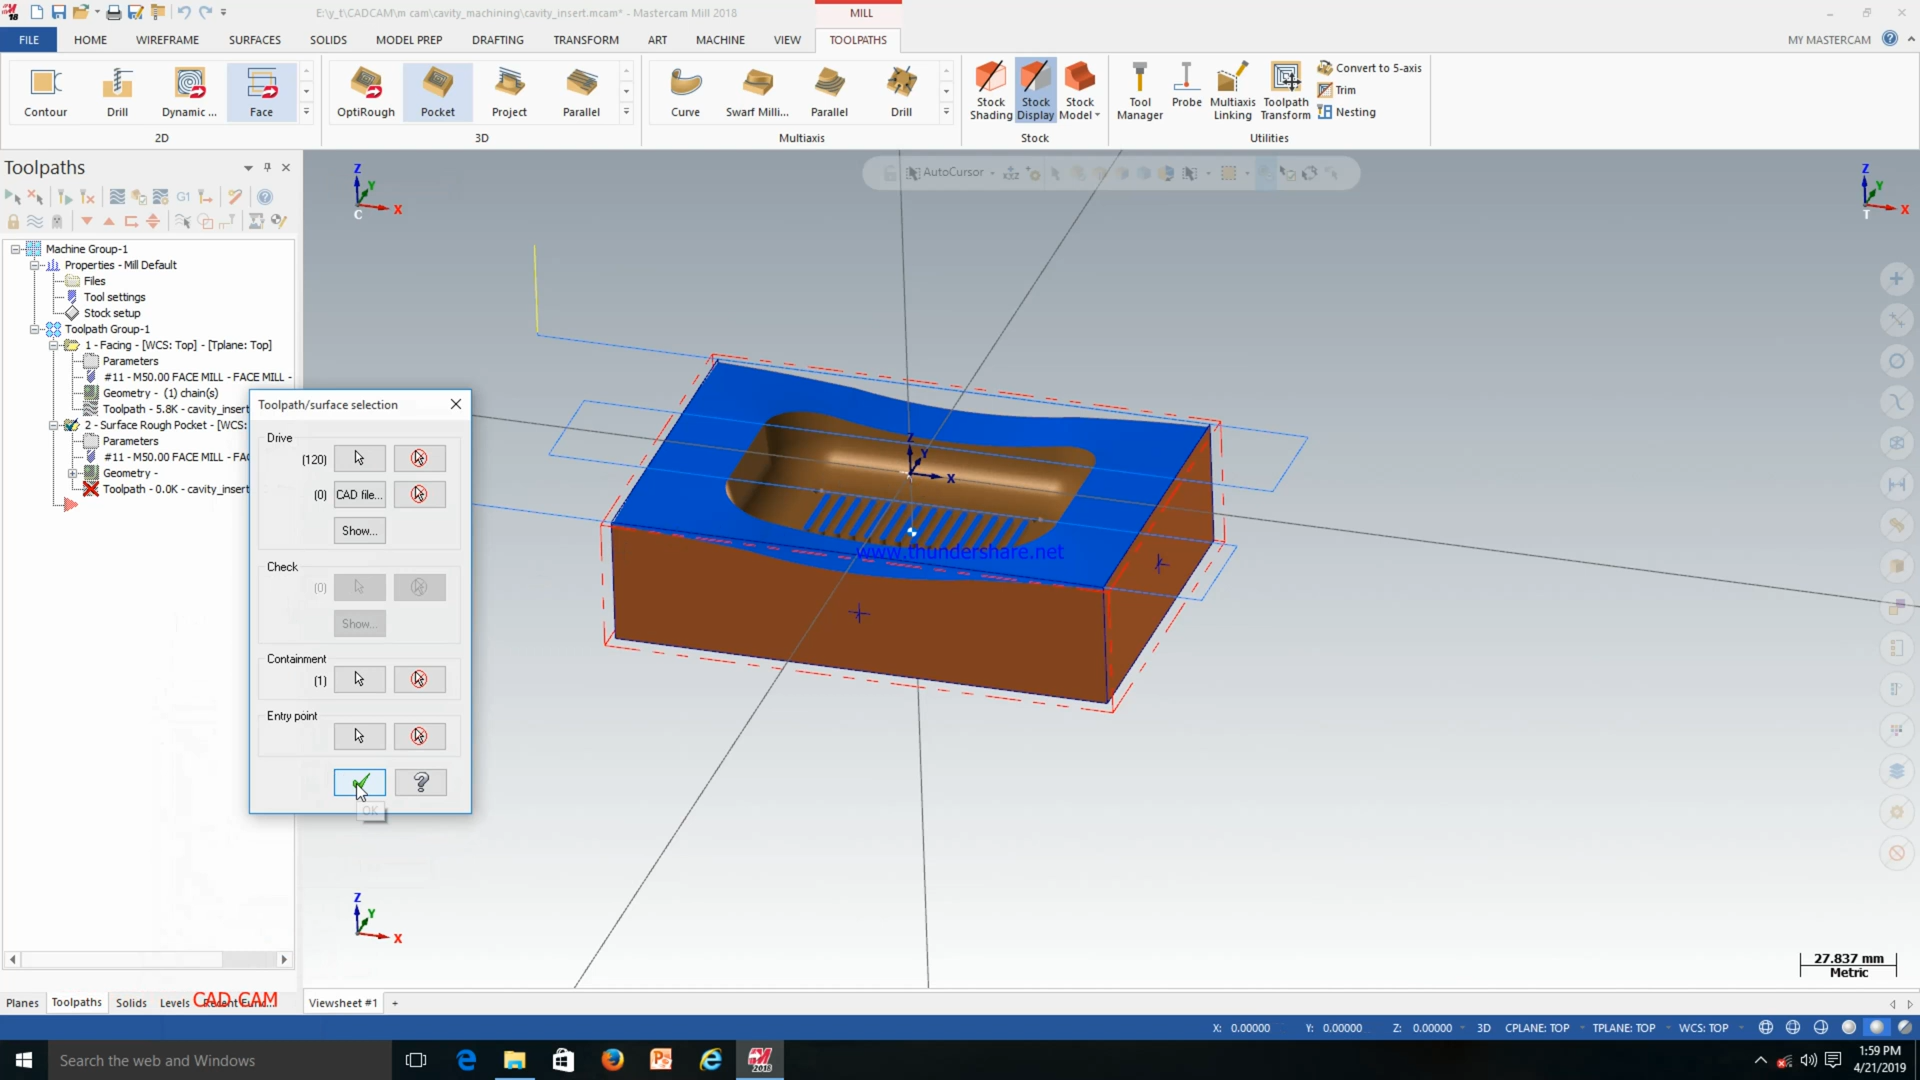 E:\y_t\CADCAM\m cam\cavity_machining\cavity_insert.mcam* - Mastercam Mill 2018
MILL
FILE
HOME
WIREFRAME
SURFACES
SOLIDS
MODEL PREP
DRAFTING
TRANSFORM
ART
MACHINE
VIEW
TOOLPATHS
MY MASTERCAM
Contour
Drill
Dynamic ...
Face
OptiRough
Pocket
Project
Parallel
Curve
Swarf Milli...
Parallel
Drill
Stock Shading
Stock Display
Stock Model
Tool Manager
Probe
Multiaxis Linking
Toolpath Transform
Convert to 5-axis
Trim
Nesting
2D
3D
Multiaxis
Stock
Utilities
Toolpaths
G1
AutoCursor
Machine Group-1
Properties - Mill Default
Files
Tool settings
Stock setup
Toolpath Group-1
1 - Facing - [WCS: Top] - [Tplane: Top]
Parameters
#11 - M50.00 FACE MILL - FACE MILL -
Geometry - (1) chain(s)
Toolpath - 5.8K - cavity_insert
2 - Surface Rough Pocket - [WCS:
Parameters
#11 - M50.00 FACE MILL - FAC
Geometry -
Toolpath - 0.0K - cavity_insert
Toolpath/surface selection
Drive
(120)
(0) CAD file...
Show...
Check
(0)
Show...
Containment
(1)
Entry point
OK
Z
Y
X
C
Z
Y
X
T
Z
Y
X
www.thundershare.net
Z
Y
X
27.837 mm
Metric
Planes
Toolpaths
Solids
Levels
CAD CAM
Viewsheet #1
+
X: 0.00000
Y: 0.00000
Z: 0.00000
3D
CPLANE: TOP
TPLANE: TOP
WCS: TOP
Search the web and Windows
2018
1:59 PM
4/21/2019